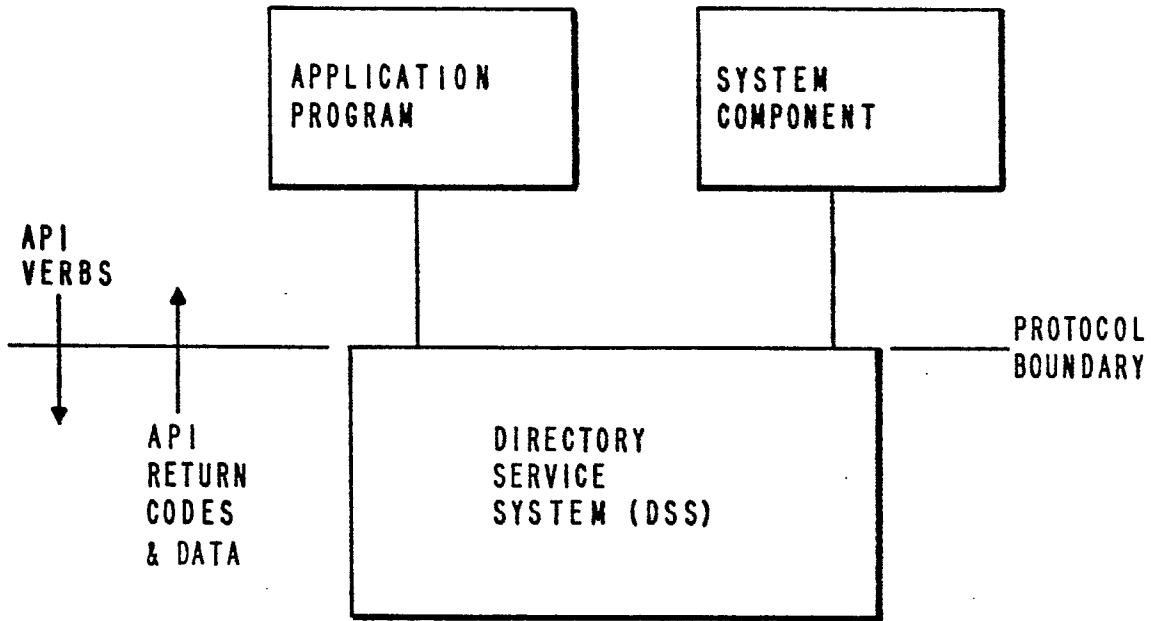 APPLICATION
PROGRAM
SYSTEM
COMPONENT
API
VERBS
PROTOCOL
BOUNDARY
API
RETURN
CODES
& DATA
DIRECTORY
SERVICE
SYSTEM (DSS)